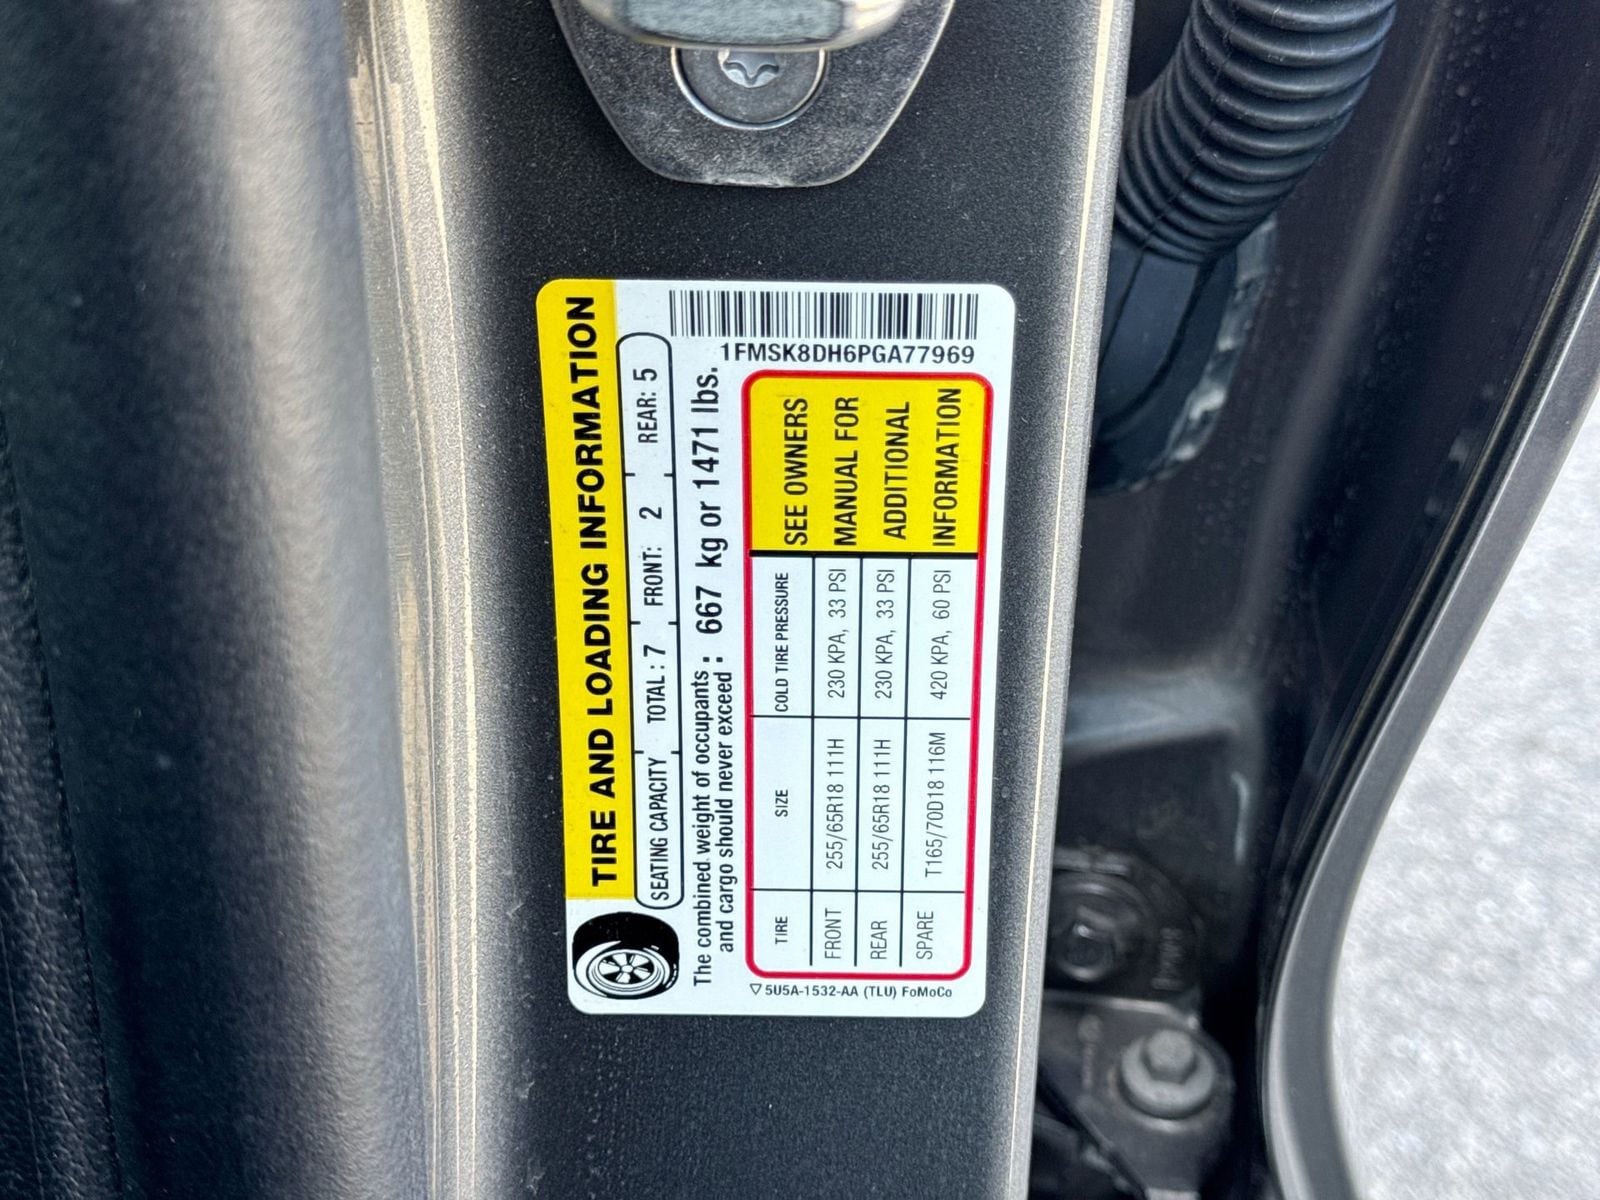 1FMSK8DH6PGA77969
TIRE AND LOADING INFORMATION
SEATING CAPACITY TOTAL : 7 FRONT: 2 REAR: 5
The combined weight of occupants
and cargo should never exceed : 667 kg or 1471 lbs.
TIRE SIZE COLD TIRE PRESSURE
FRONT 255/65R18 111H 230 KPA, 33 PSI
REAR 255/65R18 111H 230 KPA, 33 PSI
SPARE T165/70D18 116M 420 KPA, 60 PSI
SEE OWNERS
MANUAL FOR
ADDITIONAL
INFORMATION
5U5A-1532-AA (TLU) FoMoCo